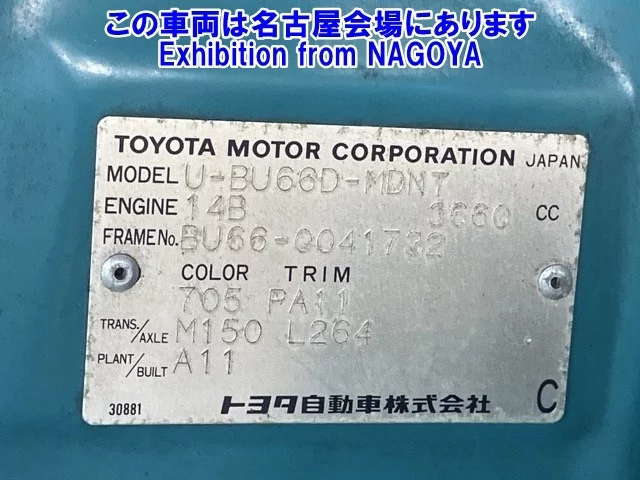 この車両は名古屋会場にあります
Exhibition from NAGOYA
TOYOTA MOTOR CORPORATION JAPAN
MODEL U-BU66D-MDNT
ENGINE 14B 3660 CC
FRAME No. BU66-0041732
COLOR TRIM
705 PA11
TRANS./AXLE M150 L264
PLANT/BUILT A11
30881 トヨタ自動車株式会社 C